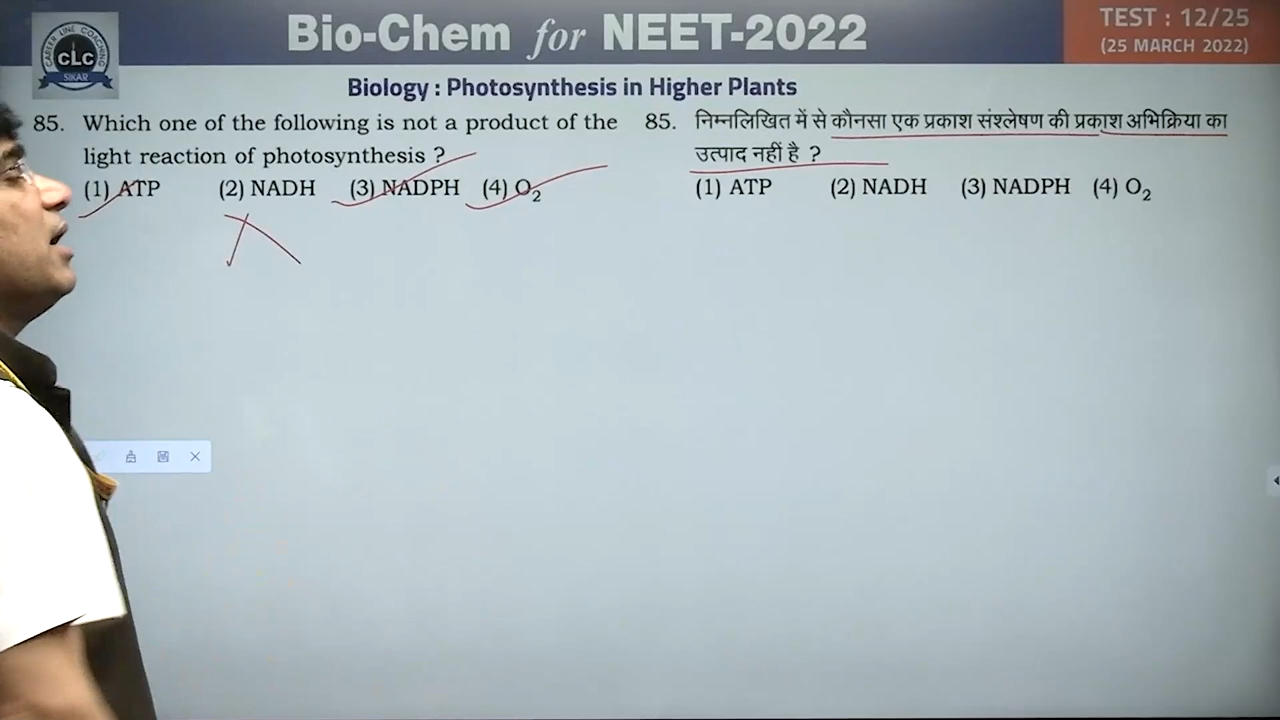 CAREER LINE COACHING
CLC
SIKAR
Bio-Chem for NEET-2022
TEST : 12/25
(25 MARCH 2022)
Biology : Photosynthesis in Higher Plants
85. Which one of the following is not a product of the
light reaction of photosynthesis ?
(1) ATP (2) NADH (3) NADPH (4) O₂
85. निम्नलिखित में से कौनसा एक प्रकाश संश्लेषण की प्रकाश अभिक्रिया का
उत्पाद नहीं है ?
(1) ATP (2) NADH (3) NADPH (4) O₂